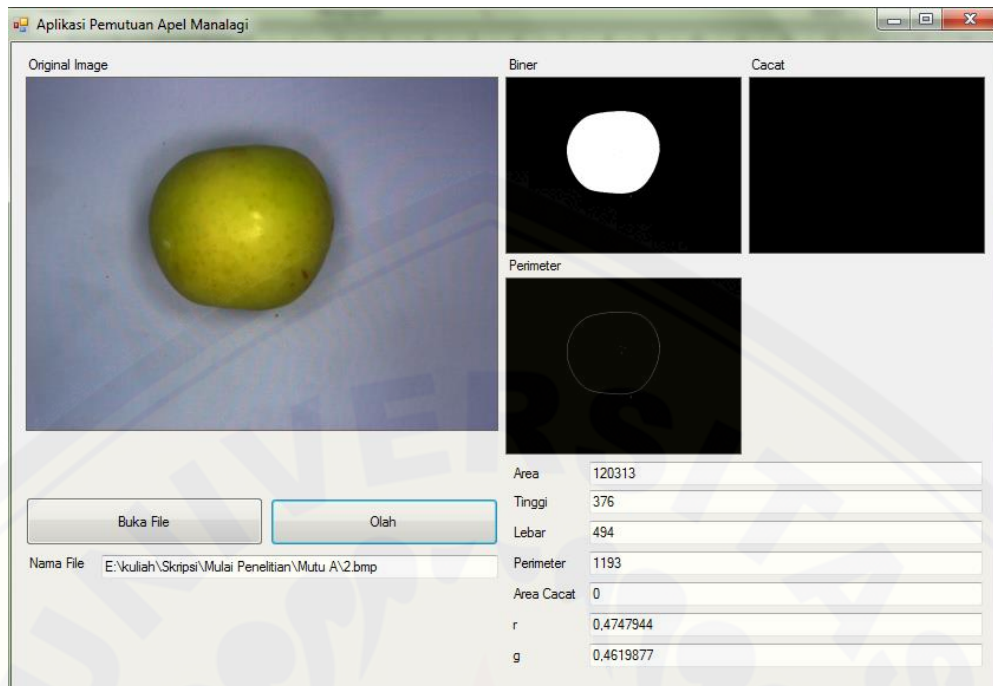 Aplikasi Pemutuan Apel Manalagi
Original Image
Biner
Cacat
Perimeter
Buka File
Olah
Nama File E:\kuliah\Skripsi\Mulai Penelitian\Mutu A\2.bmp
Area 120313
Tinggi 376
Lebar 494
Perimeter 1193
Area Cacat 0
r 0,4747944
g 0,4619877
UNIVERSITAS